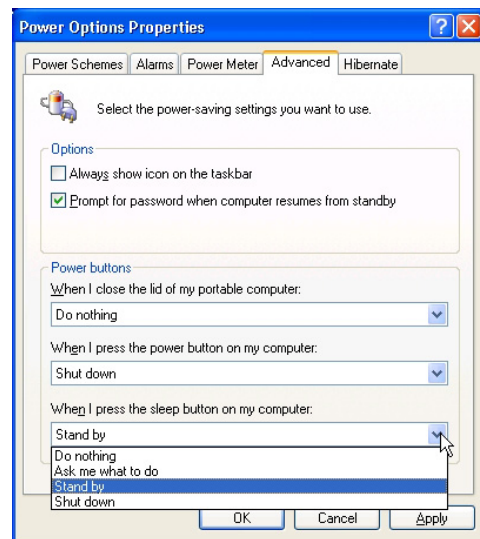 Power Options Properties
Power Schemes Alarms Power Meter Advanced Hibernate
Select the power-saving settings you want to use.
Options
Always show icon on the taskbar
Prompt for password when computer resumes from standby
Power buttons
When I close the lid of my portable computer:
Do nothing
When I press the power button on my computer:
Shut down
When I press the sleep button on my computer:
Stand by
Do nothing
Ask me what to do
Stand by
Shut down
OK Cancel Apply